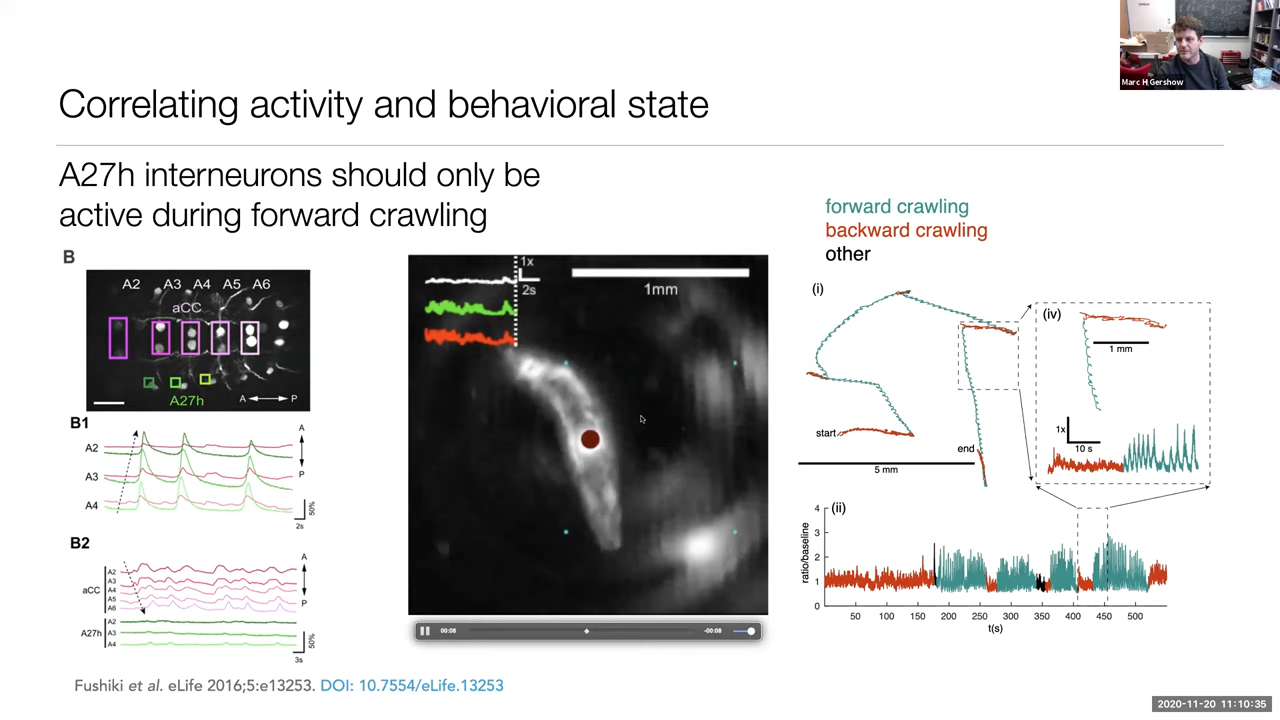 Marc H Gershow
Correlating activity and behavioral state
A27h interneurons should only be
active during forward crawling
B
A2 A3 A4 A5 A6
aCC
A27h
A P
B1
A2
A3
A4
A
P
50%
2s
B2
aCC
A2
A3
A4
A5
A6
A27h
A2
A3
A4
A
P
50%
3s
1x
2s
1mm
00:08
-00:08
forward crawling
backward crawling
other
(i)
start
end
5 mm
(iv)
1 mm
1x
10 s
(ii)
ratio/baseline
4
3
2
1
0
50 100 150 200 250 300 350 400 450 500
t(s)
Fushiki et al. eLife 2016;5:e13253. DOI: 10.7554/eLife.13253
2020-11-20 11:10:35